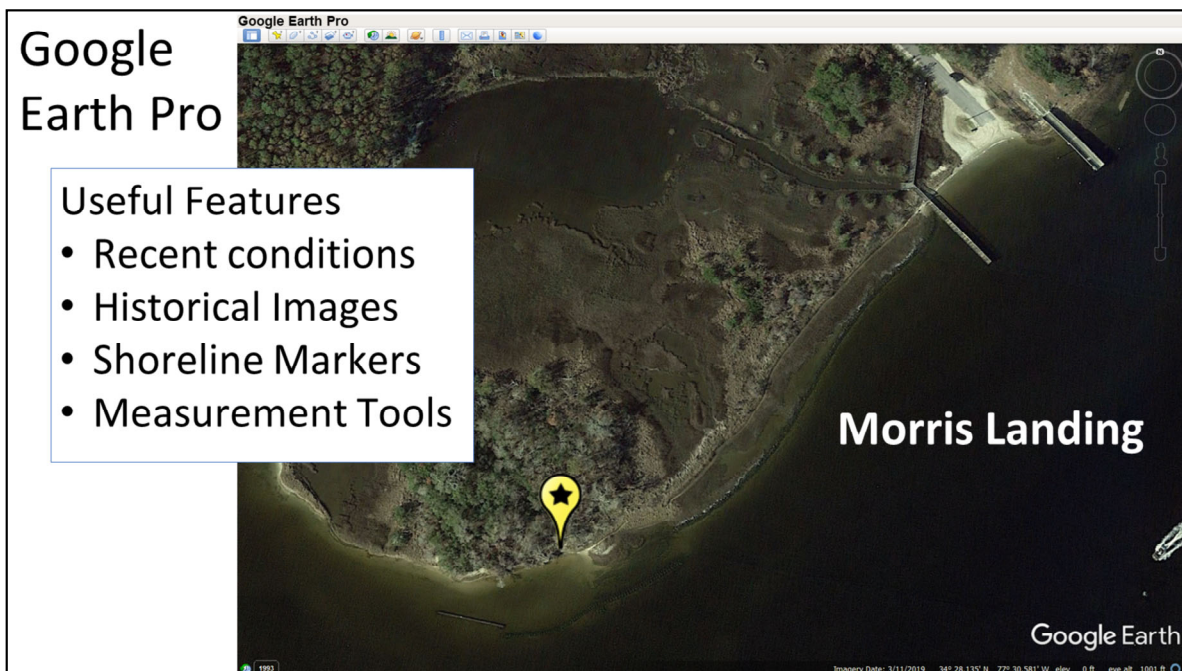 Google
Earth Pro
Google Earth Pro
N
Useful Features
• Recent conditions
• Historical Images
• Shoreline Markers
• Measurement Tools
Morris Landing
Google Earth
1993
Imagery Date: 3/11/2019 34° 28.135' N 77° 30.581' W elev 0 ft eye alt 1001 ft